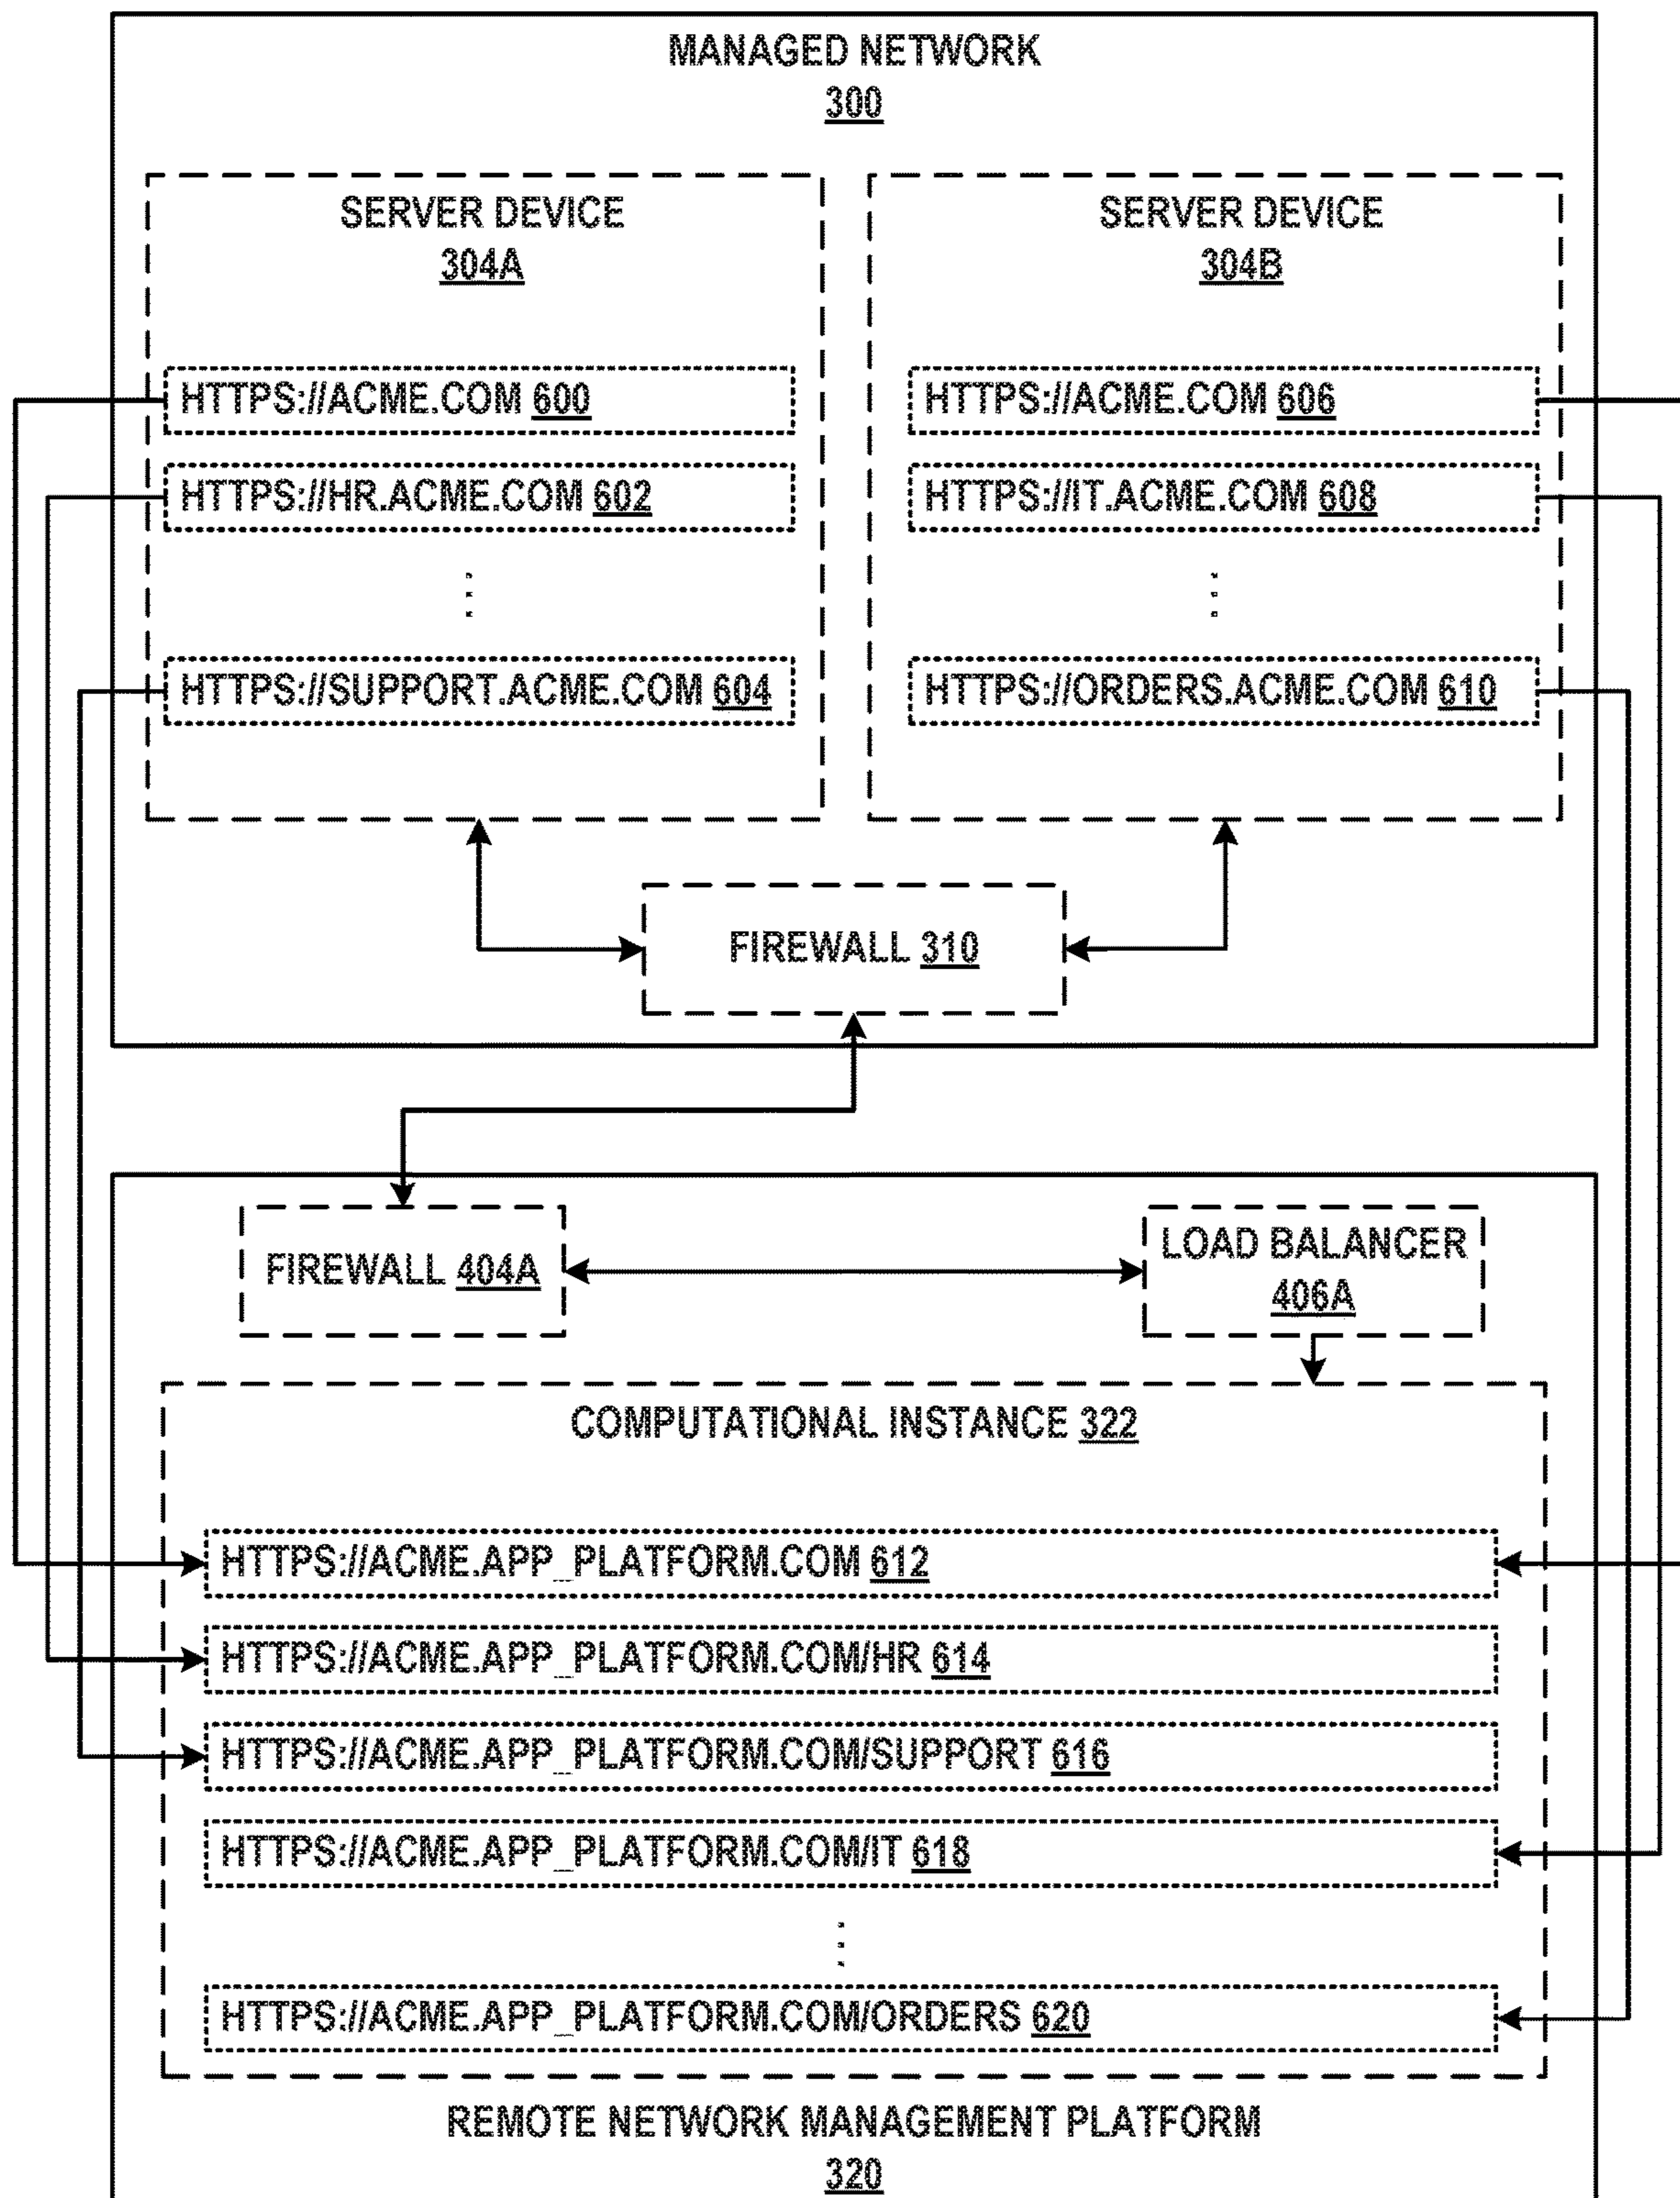 MANAGED NETWORK
300
SERVER DEVICE
304A
HTTPS://ACME.COM 600
HTTPS://HR.ACME.COM 602
HTTPS://SUPPORT.ACME.COM 604
SERVER DEVICE
304B
HTTPS://ACME.COM 606
HTTPS://IT.ACME.COM 608
HTTPS://ORDERS.ACME.COM 610
FIREWALL 310
FIREWALL 404A
LOAD BALANCER
406A
COMPUTATIONAL INSTANCE 322
HTTPS://ACME.APP_PLATFORM.COM 612
HTTPS://ACME.APP_PLATFORM.COM/HR 614
HTTPS://ACME.APP_PLATFORM.COM/SUPPORT 616
HTTPS://ACME.APP_PLATFORM.COM/IT 618
HTTPS://ACME.APP_PLATFORM.COM/ORDERS 620
REMOTE NETWORK MANAGEMENT PLATFORM
320